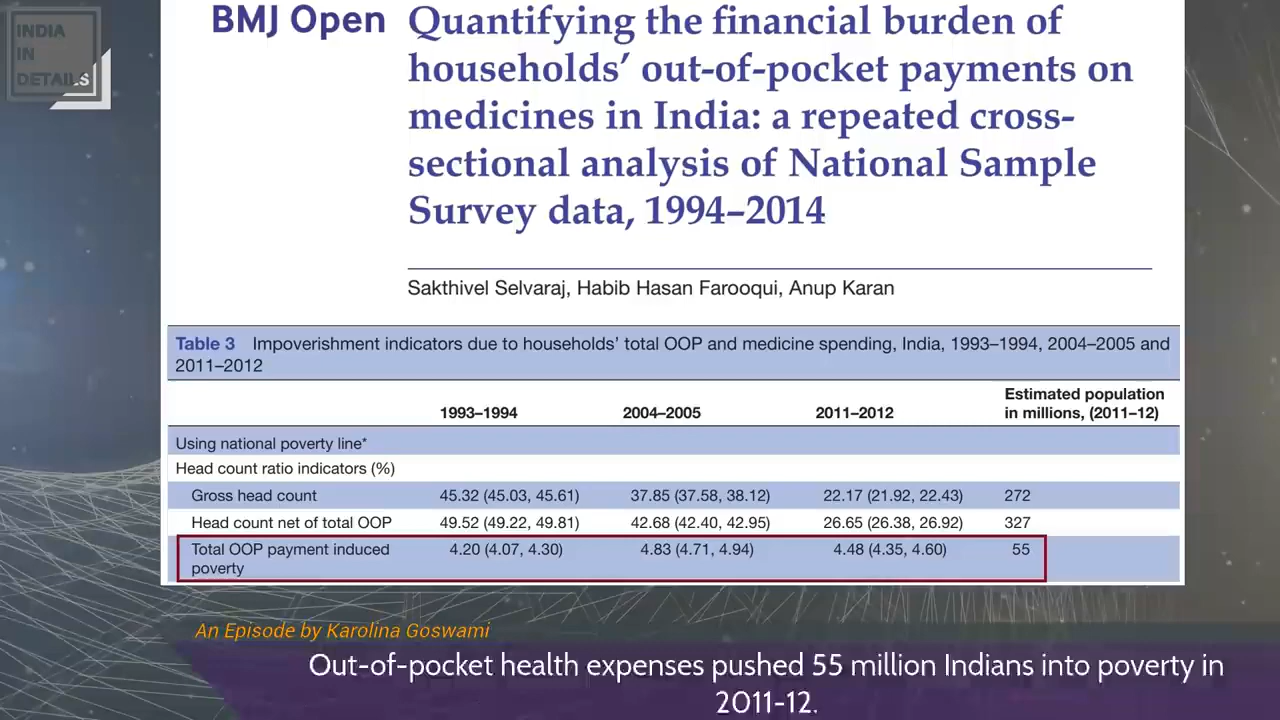 INDIA
IN
DETAILS
BMJ Open
Quantifying the financial burden of
households’ out-of-pocket payments on
medicines in India: a repeated cross-
sectional analysis of National Sample
Survey data, 1994–2014
Sakthivel Selvaraj, Habib Hasan Farooqui, Anup Karan
Table 3 Impoverishment indicators due to households’ total OOP and medicine spending, India, 1993–1994, 2004–2005 and
2011–2012
1993–1994 2004–2005 2011–2012 Estimated population
in millions, (2011–12)
Using national poverty line*
Head count ratio indicators (%)
Gross head count 45.32 (45.03, 45.61) 37.85 (37.58, 38.12) 22.17 (21.92, 22.43) 272
Head count net of total OOP 49.52 (49.22, 49.81) 42.68 (42.40, 42.95) 26.65 (26.38, 26.92) 327
Total OOP payment induced 4.20 (4.07, 4.30) 4.83 (4.71, 4.94) 4.48 (4.35, 4.60) 55
poverty
An Episode by Karolina Goswami
Out-of-pocket health expenses pushed 55 million Indians into poverty in
2011-12.